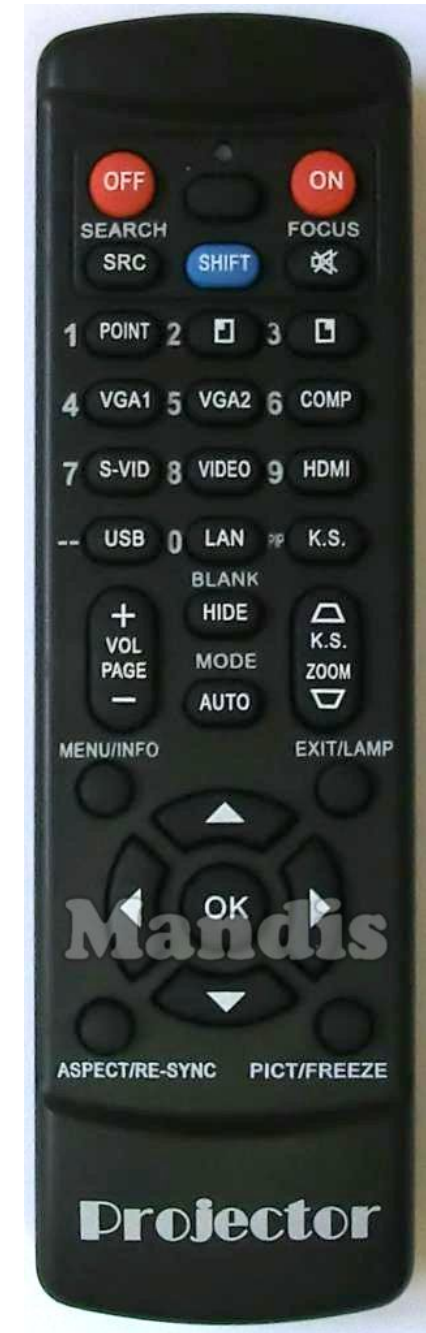 OFF ON
SEARCH FOCUS
SRC SHIFT
1 POINT 2 3
4 VGA1 5 VGA2 6 COMP
7 S-VID 8 VIDEO 9 HDMI
-- USB 0 LAN PIP K.S.
BLANK
+ HIDE
VOL K.S.
PAGE MODE ZOOM
- AUTO
MENU/INFO EXIT/LAMP
OK
Mandis
ASPECT/RE-SYNC PICT/FREEZE
Projector